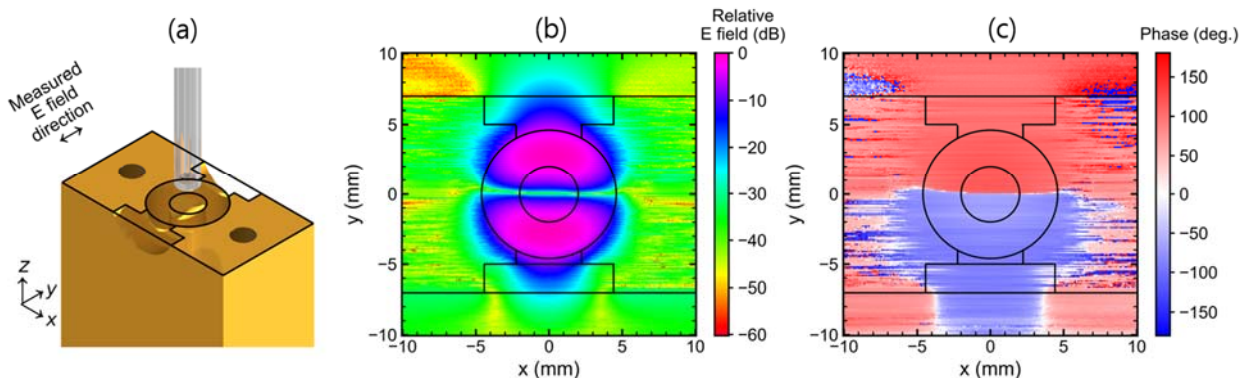 (a)
Measured
E field
direction
z
y
x
(b)
Relative
E field (dB)
10
5
0
−5
−10
y (mm)
−10
−5
0
5
10
x (mm)
0
−10
−20
−30
−40
−50
−60
(c)
Phase (deg.)
10
5
0
−5
−10
y (mm)
−10
−5
0
5
10
x (mm)
150
100
50
0
−50
−100
−150